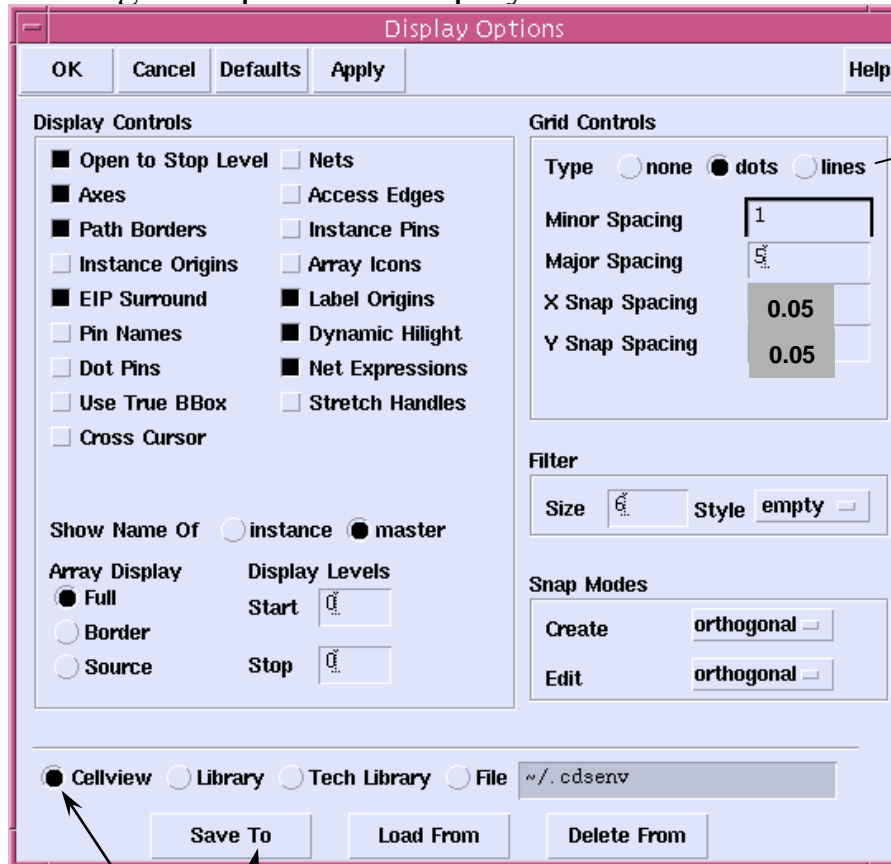 Display Options
OK Cancel Defaults Apply Help
Display Controls
Open to Stop Level Nets
Axes Access Edges
Path Borders Instance Pins
Instance Origins Array Icons
EIP Surround Label Origins
Pin Names Dynamic Hilight
Dot Pins Net Expressions
Use True BBox Stretch Handles
Cross Cursor
Show Name Of instance master
Array Display Display Levels
Full Start 0
Border
Source Stop 0
Grid Controls
Type none dots lines
Minor Spacing 1
Major Spacing 5
X Snap Spacing 0.05
Y Snap Spacing 0.05
Filter
Size 6 Style empty
Snap Modes
Create orthogonal
Edit orthogonal
Cellview Library Tech Library File ~/.cdsenv
Save To Load From Delete From